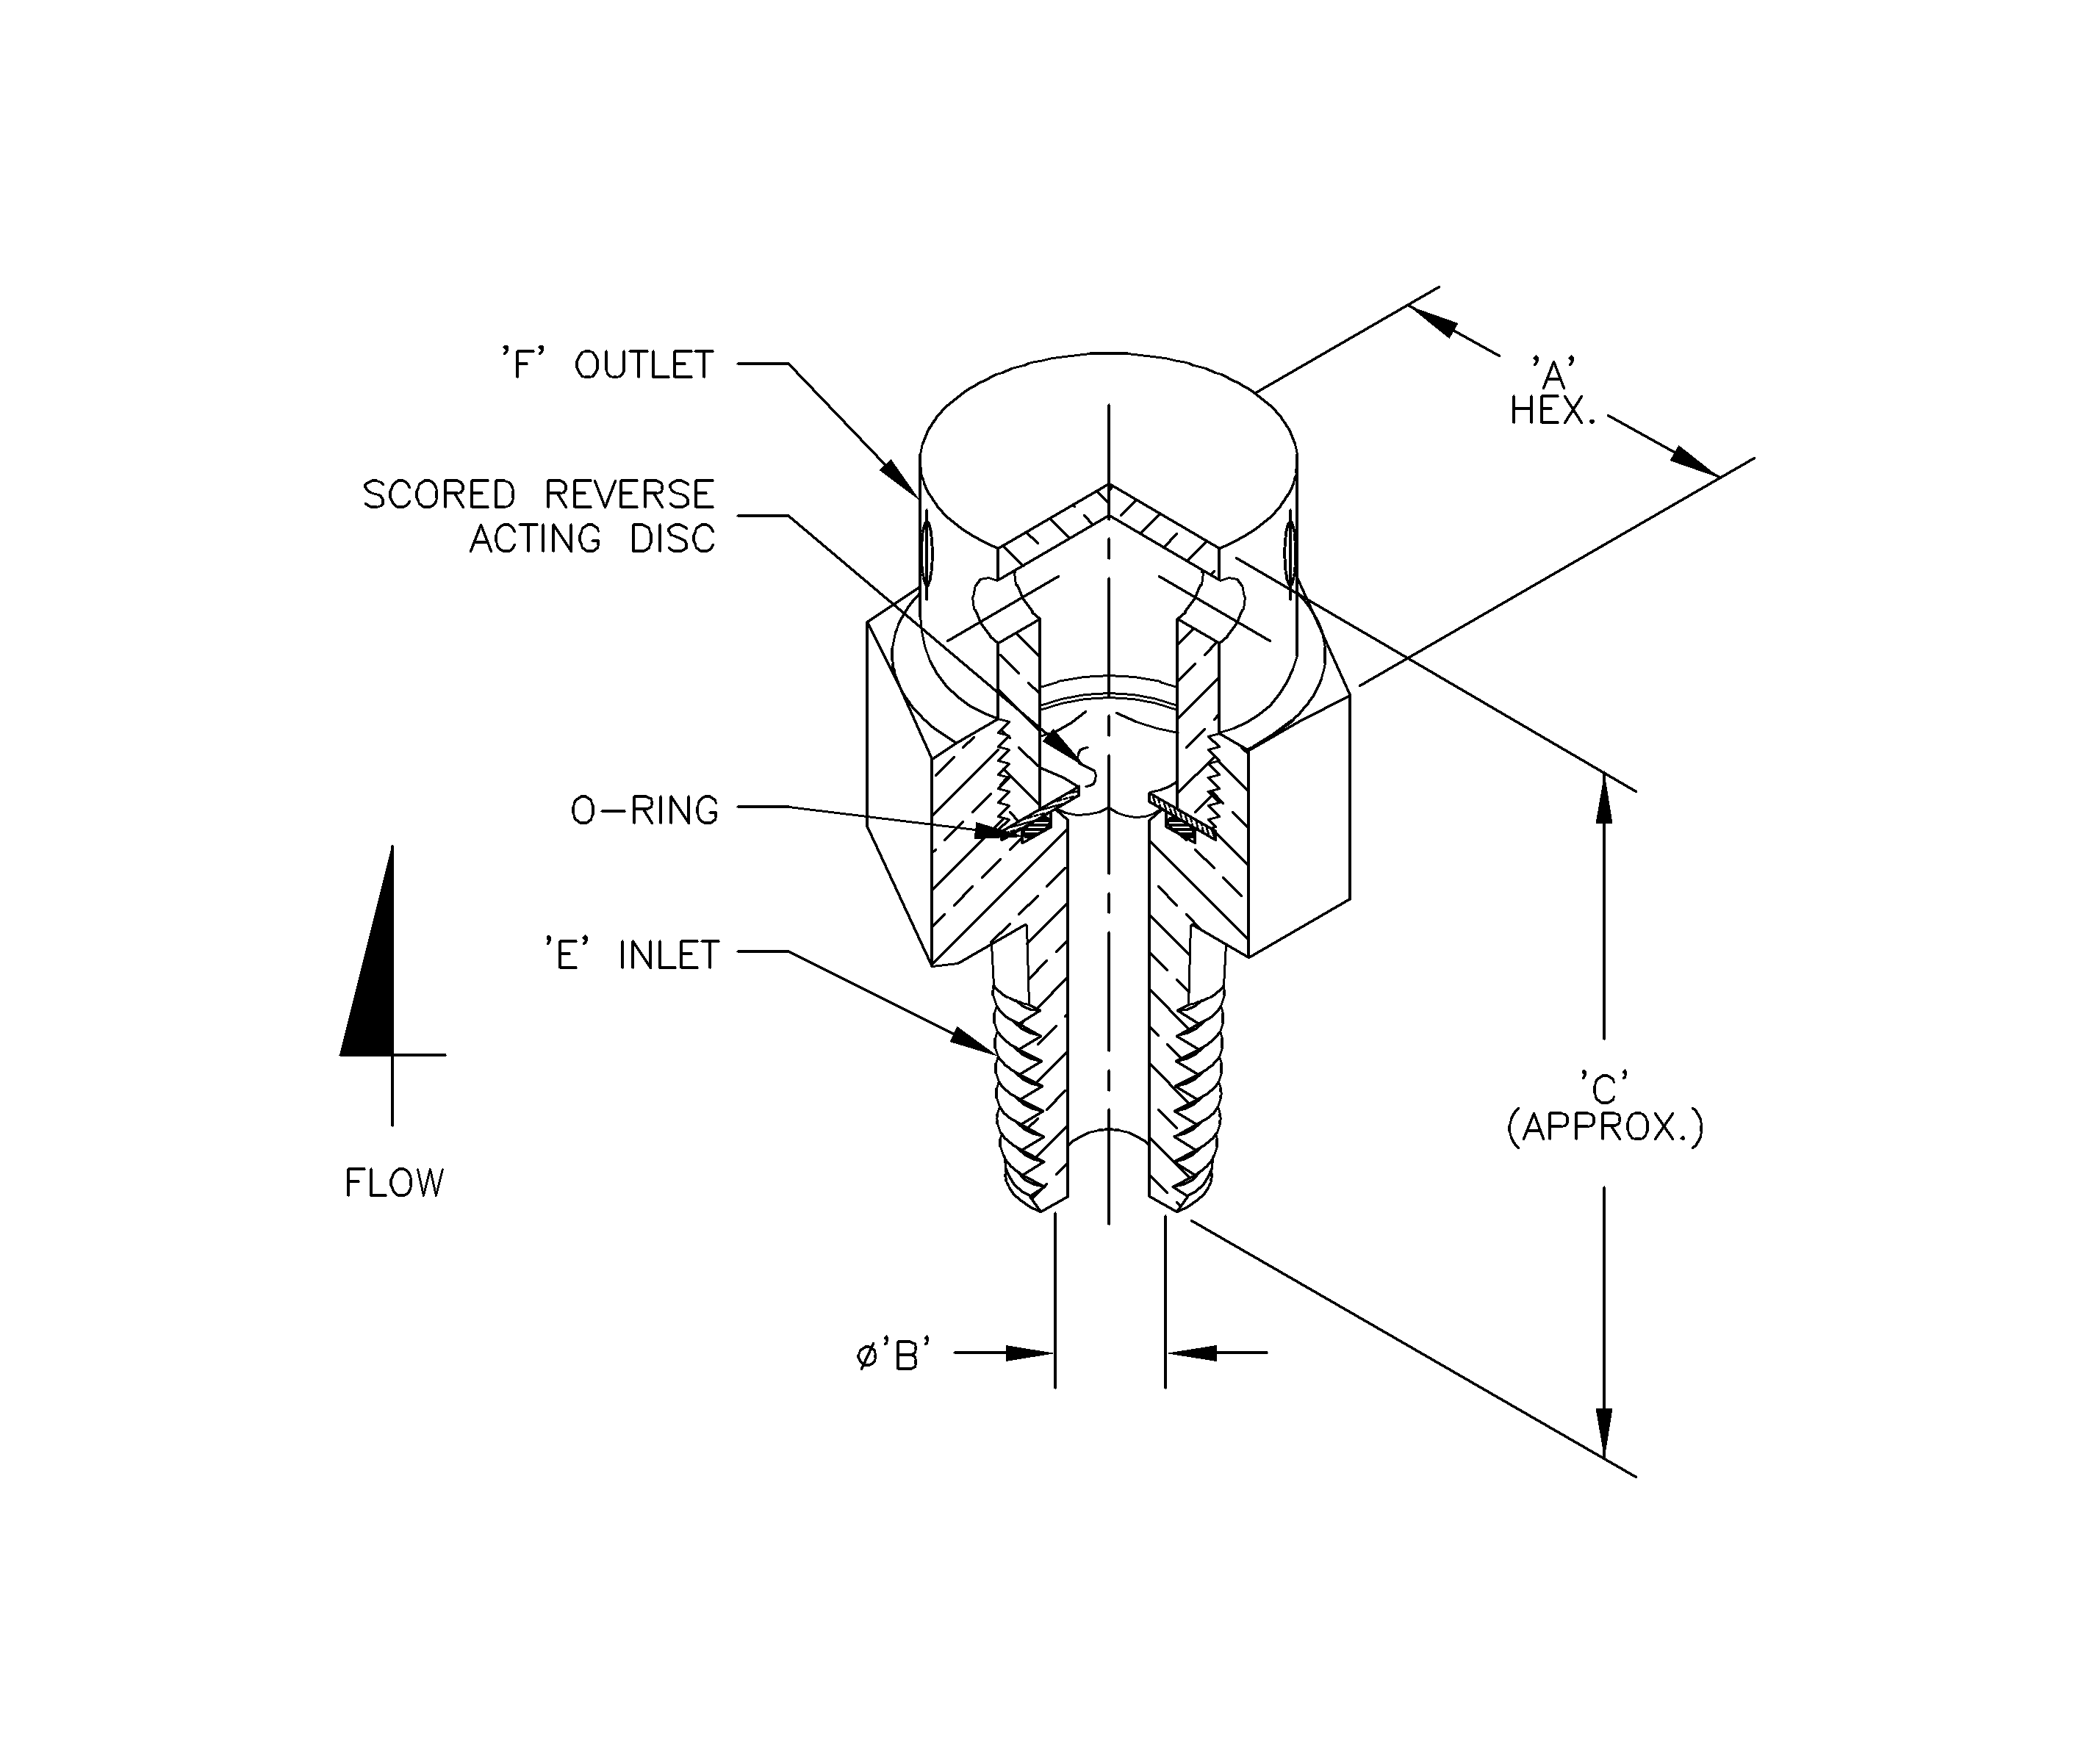 'F' OUTLET
'A'
HEX.
SCORED REVERSE
ACTING DISC
O-RING
'E' INLET
'C'
(APPROX.)
FLOW
ø'B'